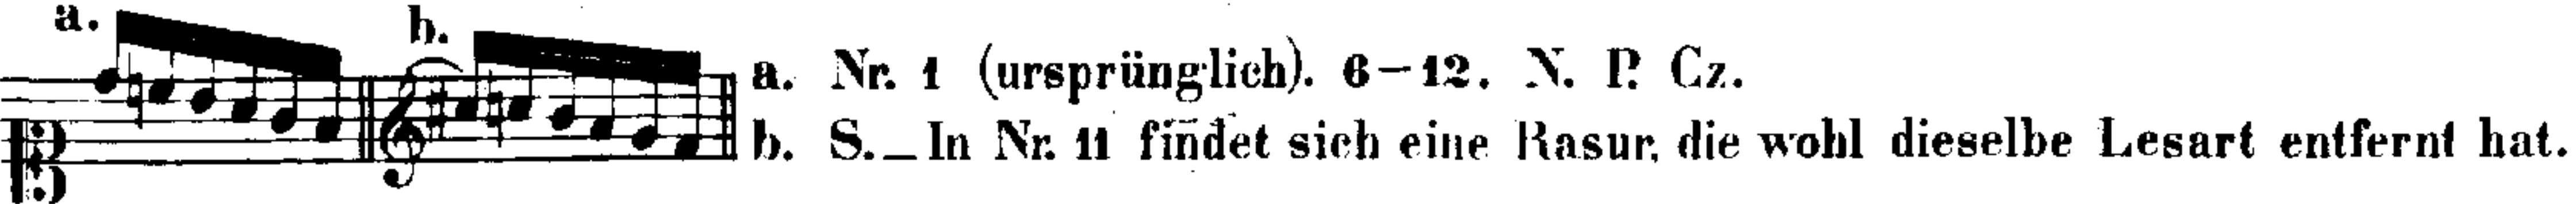 a. b.
a. Nr. 1 (ursprünglich). 6–12. N. P. Cz.
b. S. – In Nr. 11 findet sich eine Rasur, die wohl dieselbe Lesart entfernt hat.